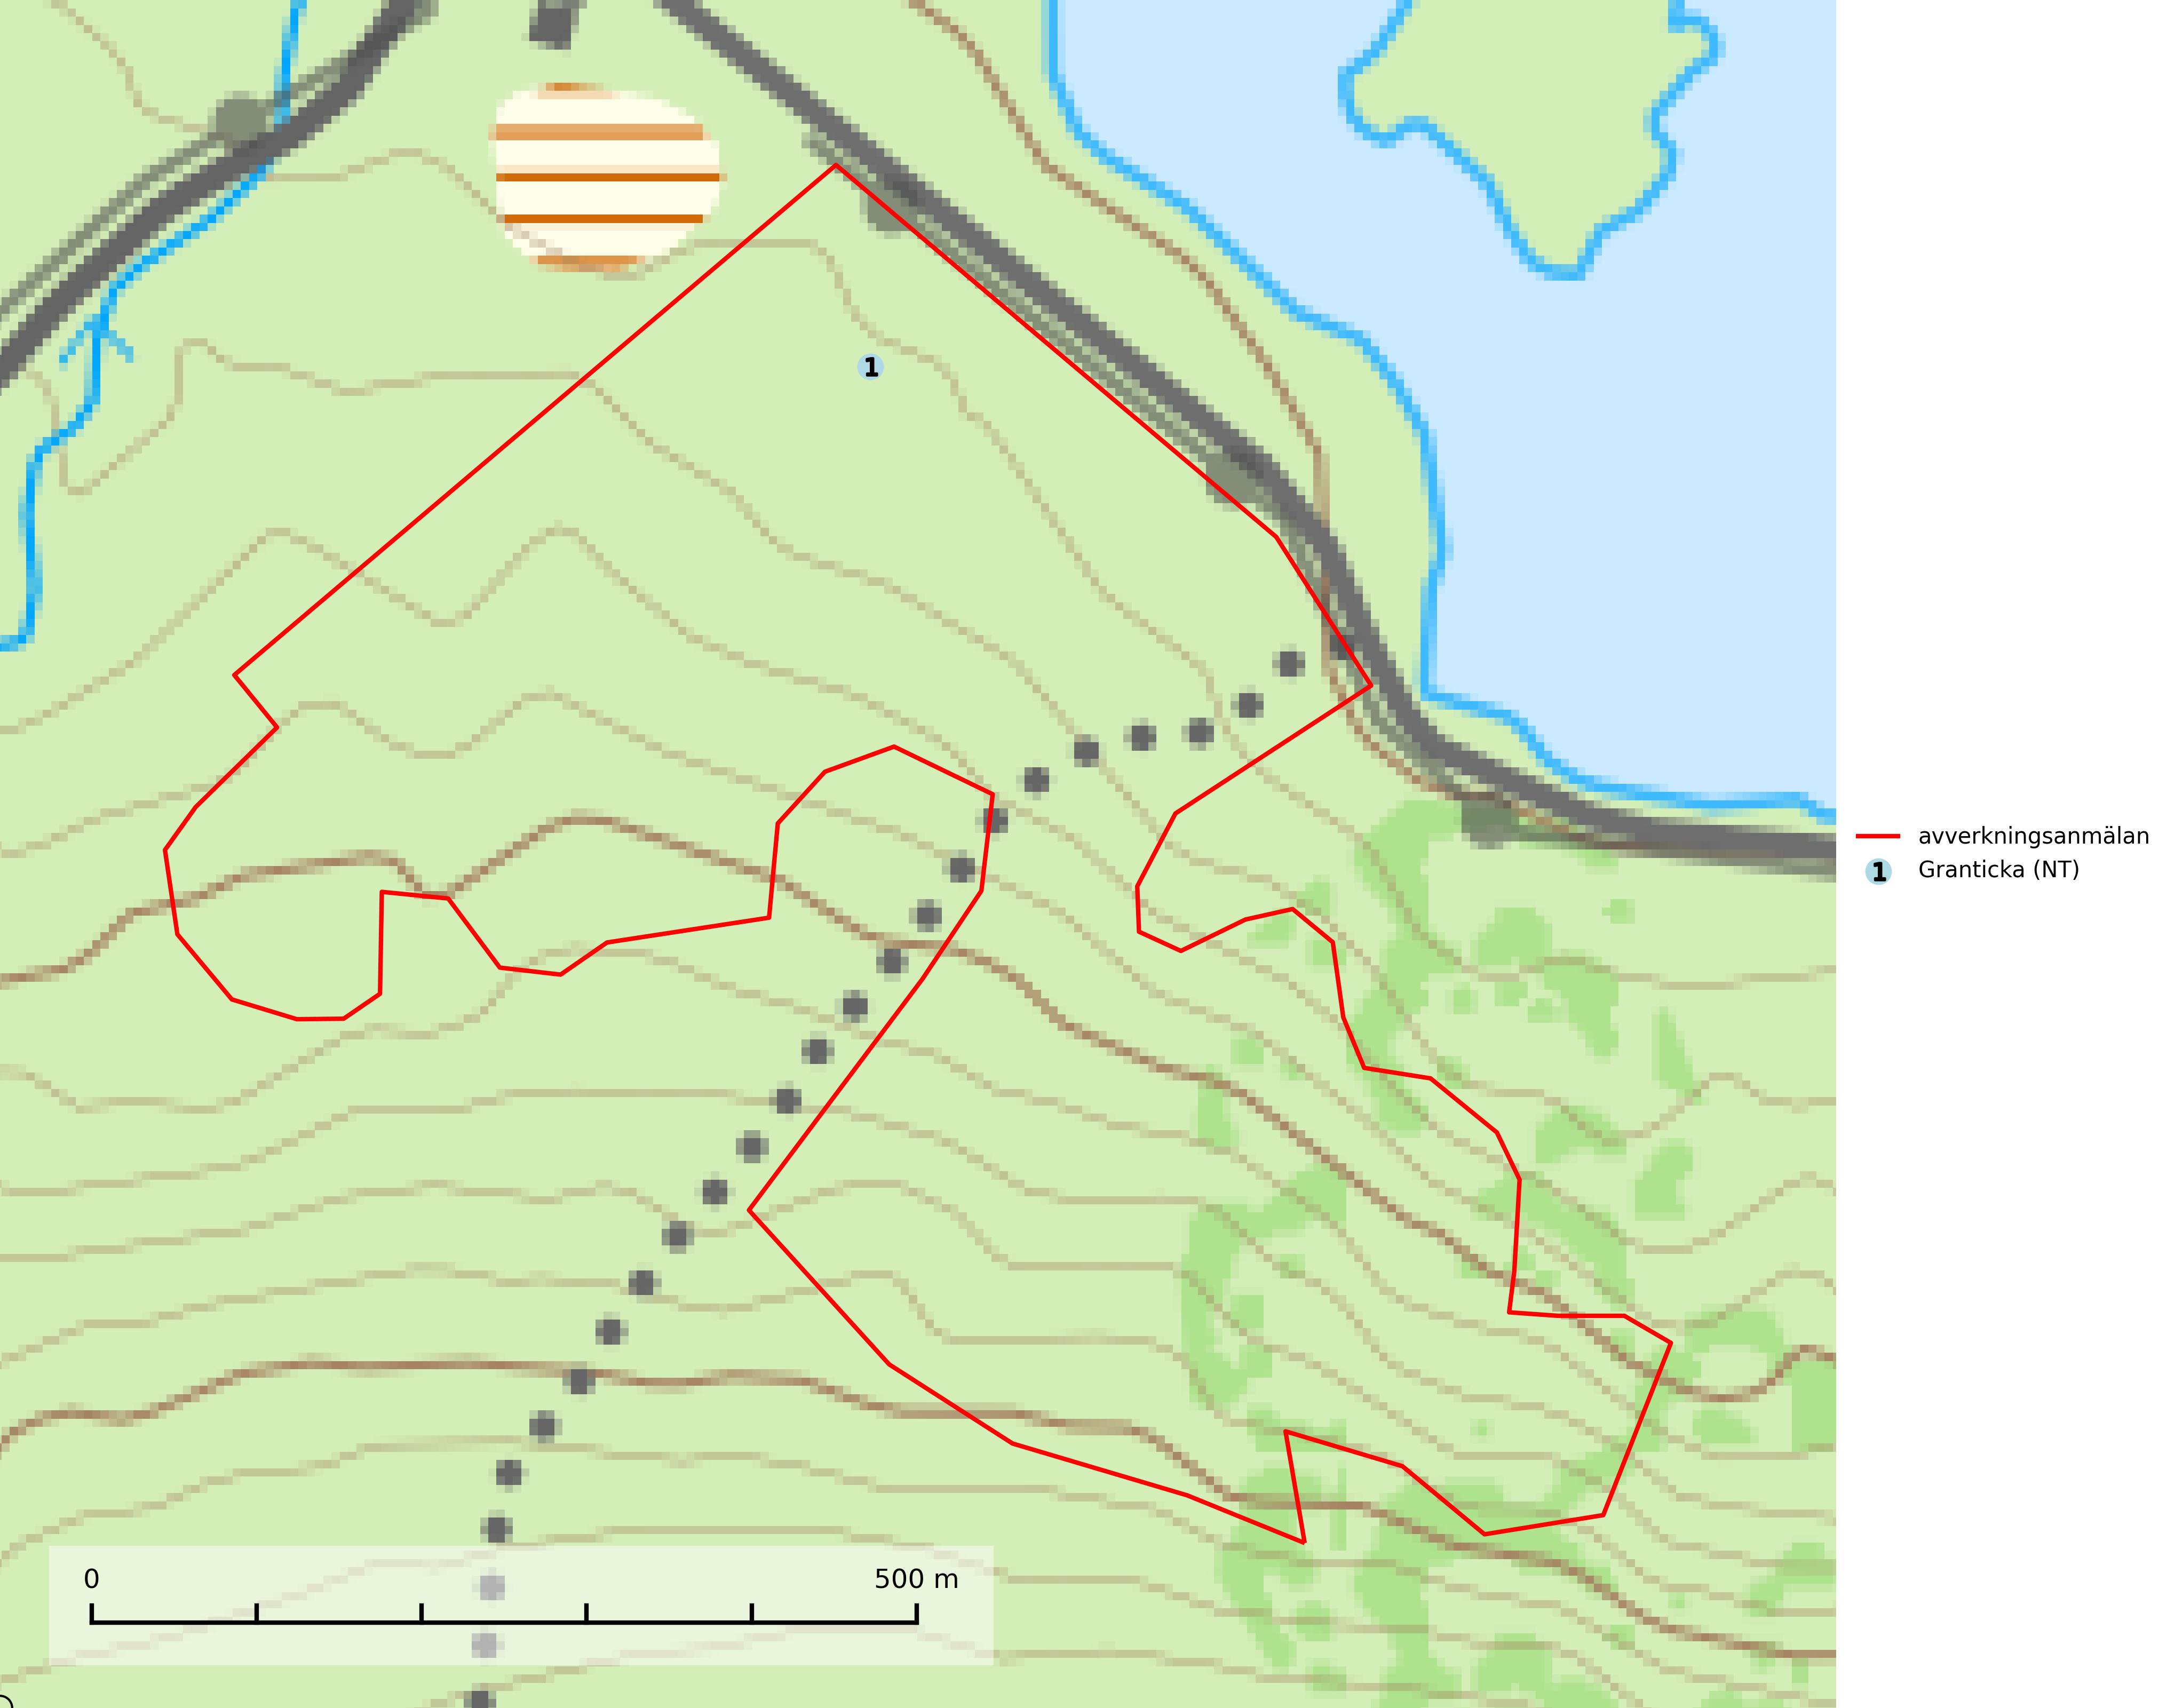 1
avverkningsanmälan
1 Granticka (NT)
0 500 m